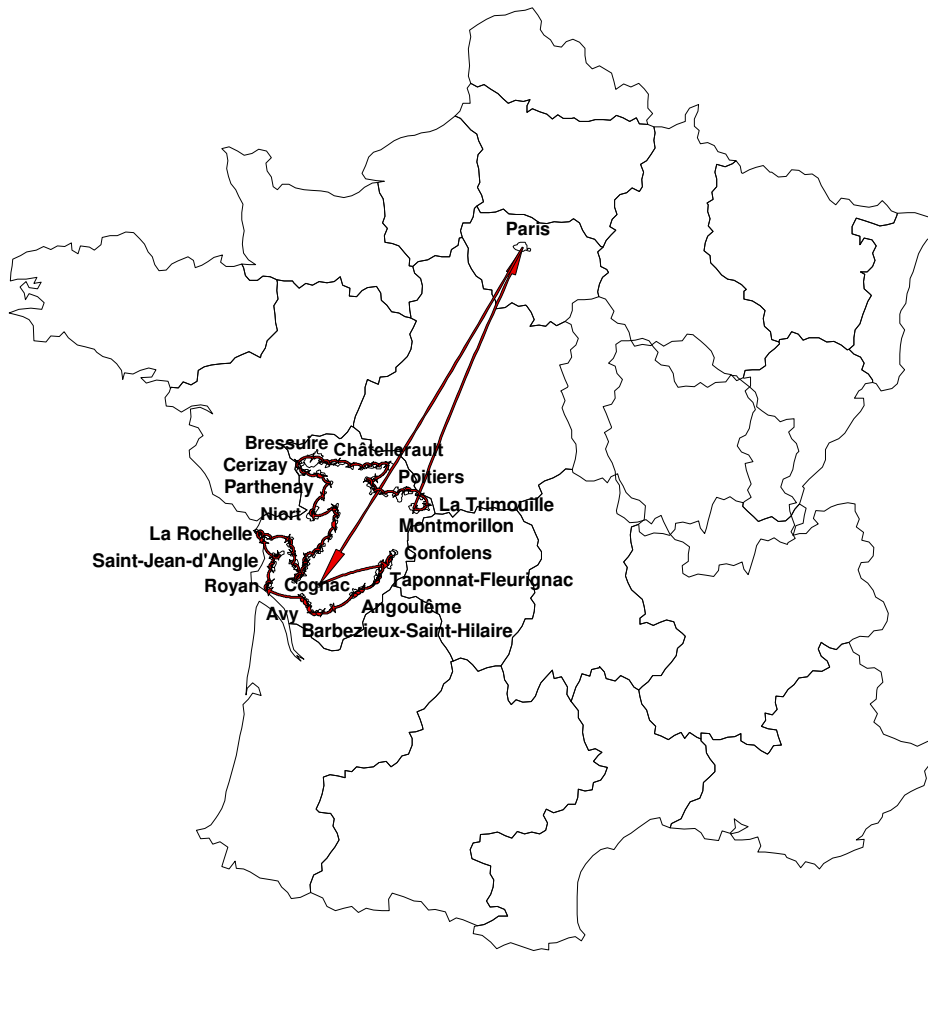 Paris
Bressuire
Châtellerault
Cerizay
Poitiers
Parthenay
La Trimouille
Niort
Montmorillon
La Rochelle
Confolens
Saint-Jean-d'Angle
Taponnat-Fleurignac
Royan
Cognac
Angoulême
Avy
Barbezieux-Saint-Hilaire